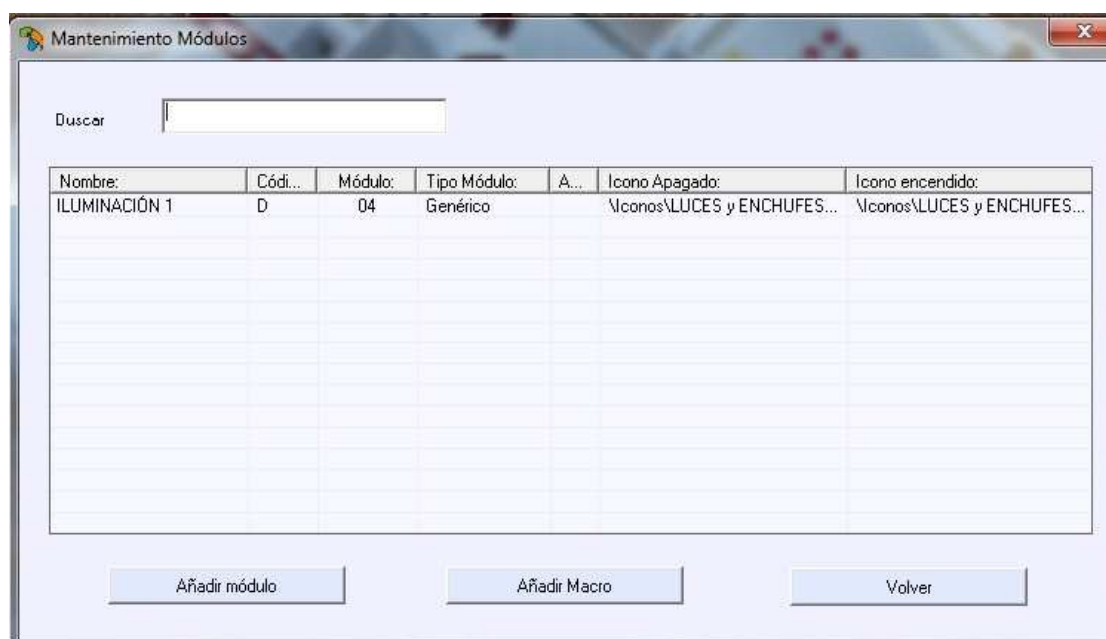 Mantenimiento Módulos
Buscar
Nombre: Códi... Módulo: Tipo Módulo: A... Icono Apagado: Icono encendido:
ILUMINACIÓN 1 D 04 Genérico \Iconos\LUCES y ENCHUFES... \Iconos\LUCES y ENCHUFES...
Añadir módulo Añadir Macro Volver